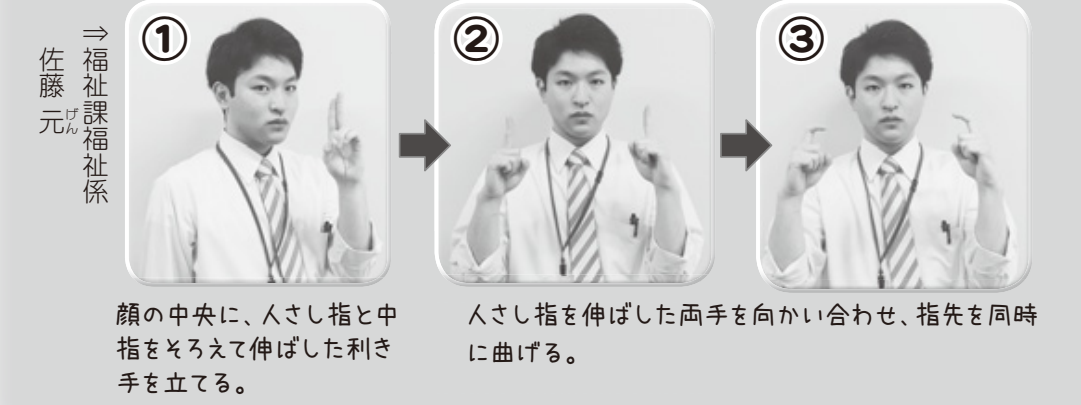 ⇒福祉課福祉係
佐藤 元
げん
①
②
③
顔の中央に、人さし指と中
指をそろえて伸ばした利き
手を立てる。
人さし指を伸ばした両手を向かい合わせ、指先を同時
に曲げる。